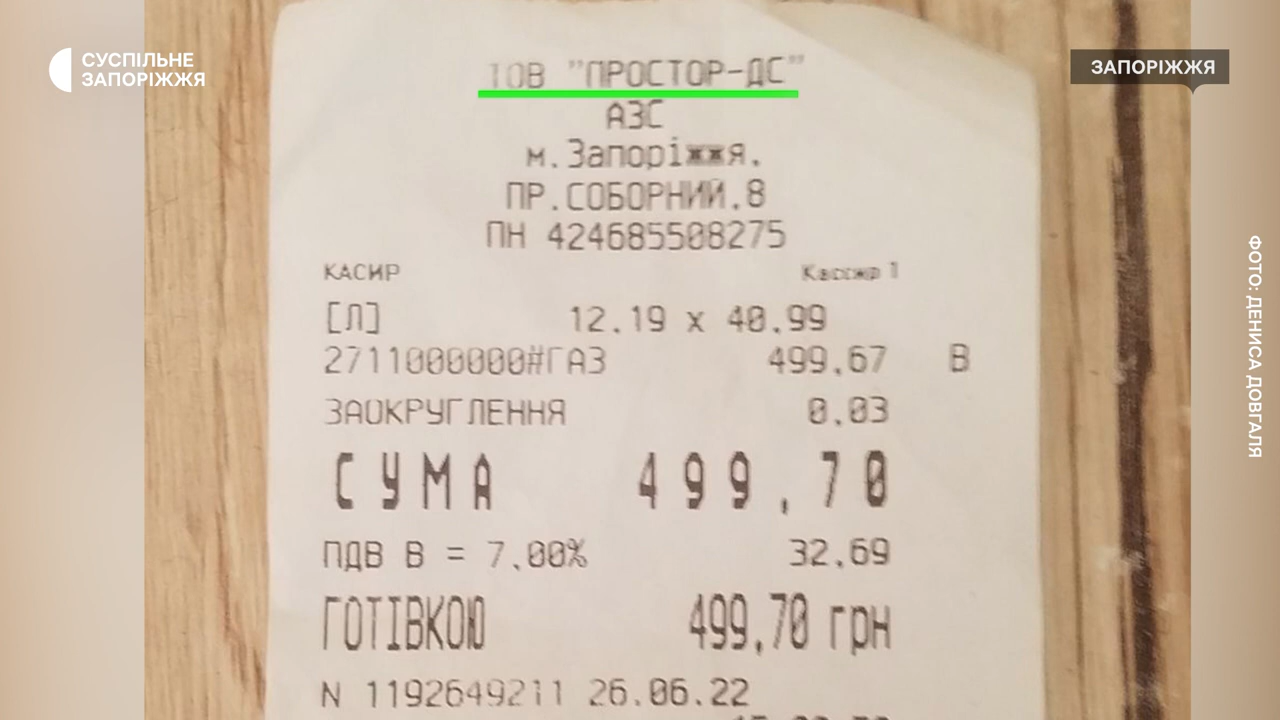 СУСПІЛЬНЕ
ЗАПОРІЖЖЯ
ЗАПОРІЖЖЯ
ТОВ "ПРОСТОР-ДС"
АЗС
м.Запоріжжя.
ПР.СОБОРНИЙ.8
ПН 424685508275
КАСИР Кассир 1
[Л] 12.19 x 40.99
2711000000#ГАЗ 499,67 В
ЗАОКРУГЛЕННЯ 0,03
СУМА 499,70
ПДВ В = 7,00% 32,69
ГОТІВКОЮ 499,70 грн
N 1192649211 26.06.22
ФОТО: ДЕНИСА ДОВГАЛЯ